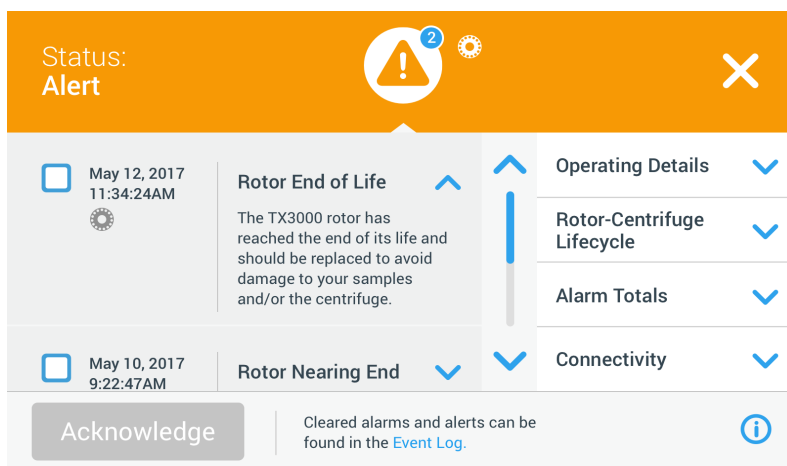 Status:
Alert
2
May 12, 2017
11:34:24AM
Rotor End of Life
The TX3000 rotor has
reached the end of its life and
should be replaced to avoid
damage to your samples
and/or the centrifuge.
May 10, 2017
9:22:47AM
Rotor Nearing End
Operating Details
Rotor-Centrifuge
Lifecycle
Alarm Totals
Connectivity
Acknowledge
Cleared alarms and alerts can be
found in the Event Log.